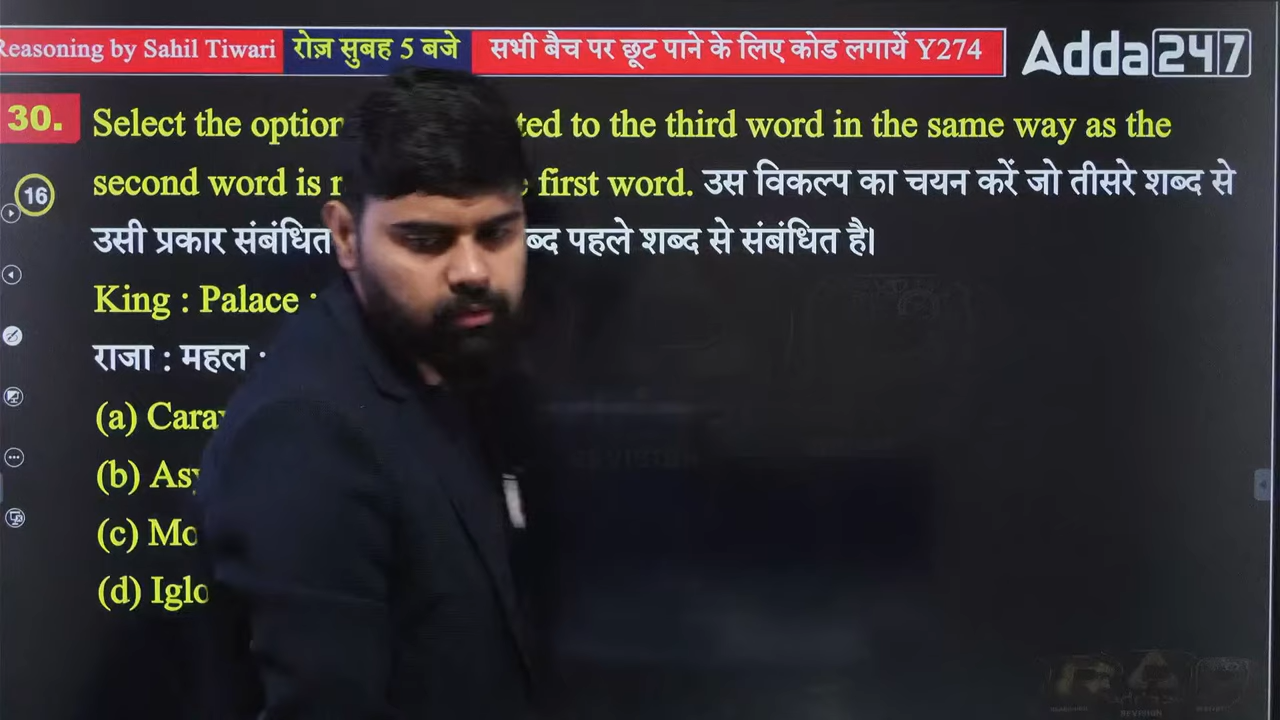 Reasoning by Sahil Tiwari रोज़ सुबह 5 बजे सभी बैच पर छूट पाने के लिए कोड लगायें Y274 Adda247
30. Select the option to the third word in the same way as the
16 second word is first word. उस विकल्प का चयन करें जो तीसरे शब्द से
उसी प्रकार संबंधित पहले शब्द से संबंधित है।
King : Palace
राजा : महल
(a)
(b)
(c)
(d)